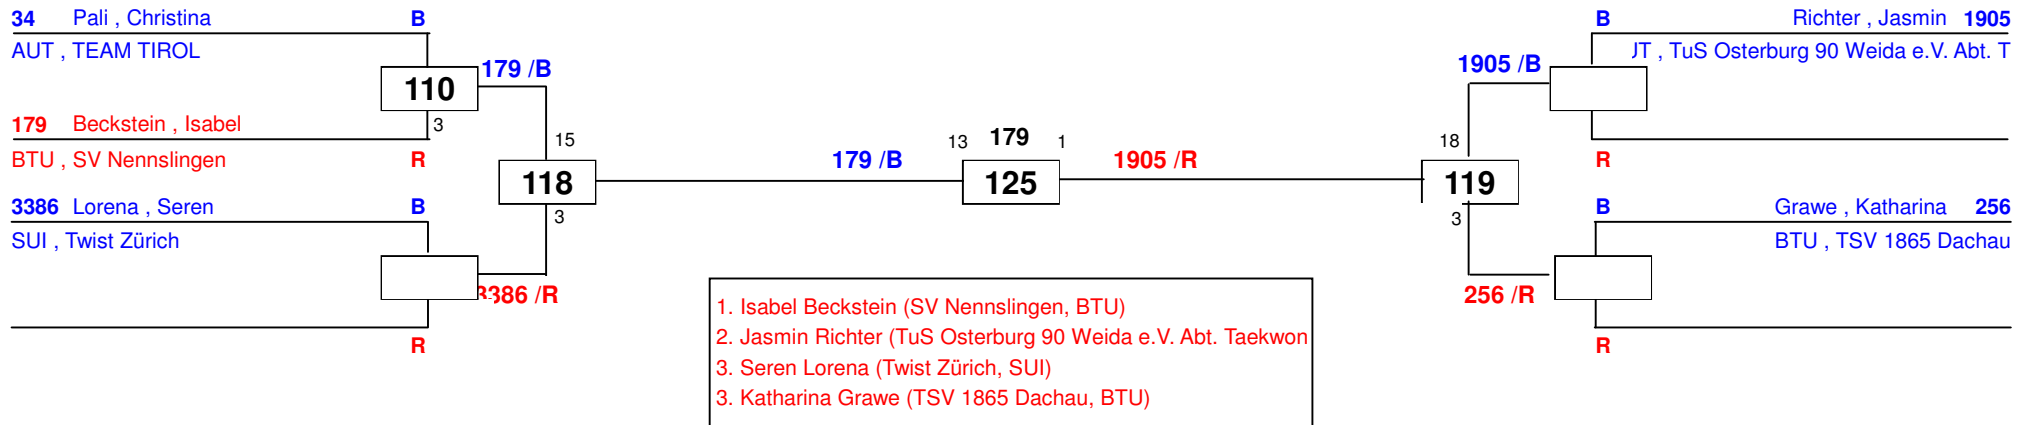 34 Pali , Christina B
AUT , TEAM TIROL
110
179 /B
3
179 Beckstein , Isabel
BTU , SV Nennslingen R
15
118
3
3386 Lorena , Seren B
SUI , Twist Zürich
3386 /R
R
179 /B
13 179 1
125
1905 /R
B Richter , Jasmin 1905
JT , TuS Osterburg 90 Weida e.V. Abt. T
1905 /B
R
18
119
3
B Grawe , Katharina 256
BTU , TSV 1865 Dachau
256 /R
R
1. Isabel Beckstein (SV Nennslingen, BTU)
2. Jasmin Richter (TuS Osterburg 90 Weida e.V. Abt. Taekwon
3. Seren Lorena (Twist Zürich, SUI)
3. Katharina Grawe (TSV 1865 Dachau, BTU)